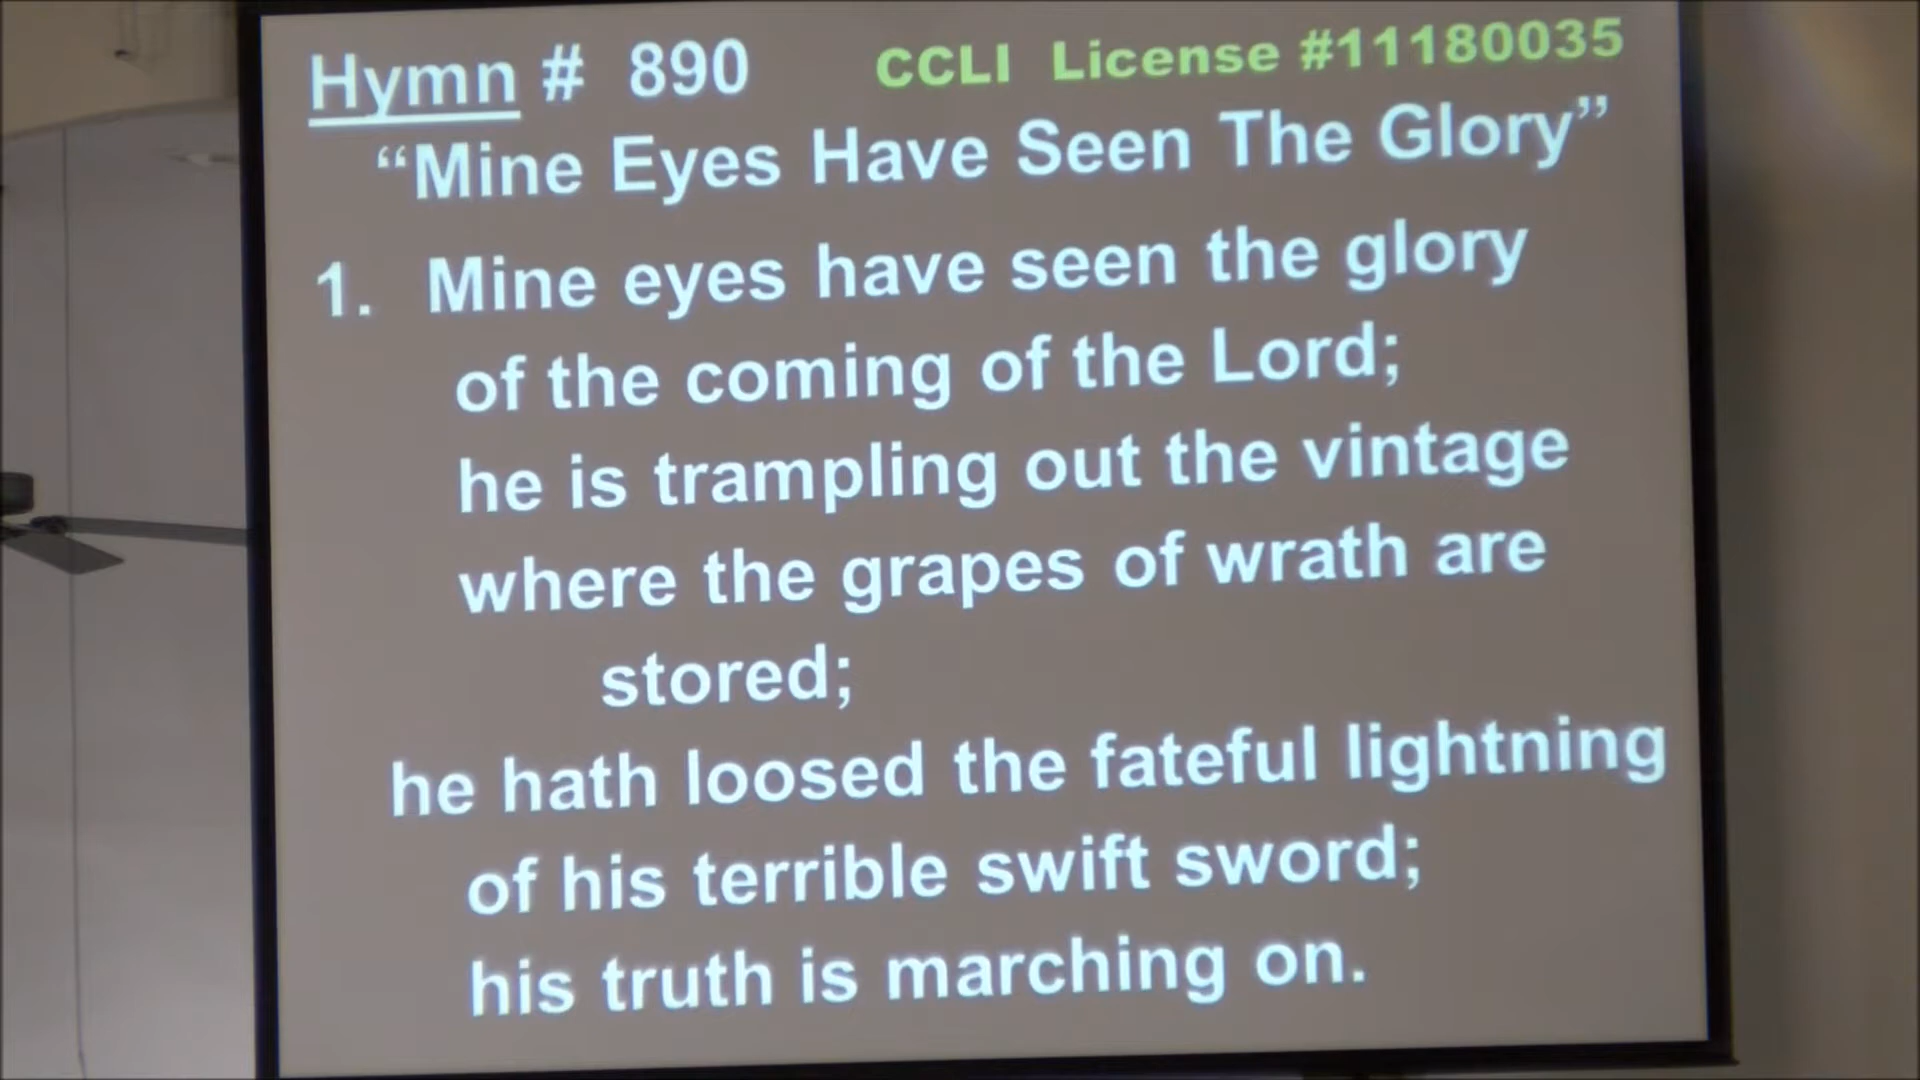 Hymn # 890 CCLI License #11180035
“Mine Eyes Have Seen The Glory”
1. Mine eyes have seen the glory
of the coming of the Lord;
he is trampling out the vintage
where the grapes of wrath are
stored;
he hath loosed the fateful lightning
of his terrible swift sword;
his truth is marching on.